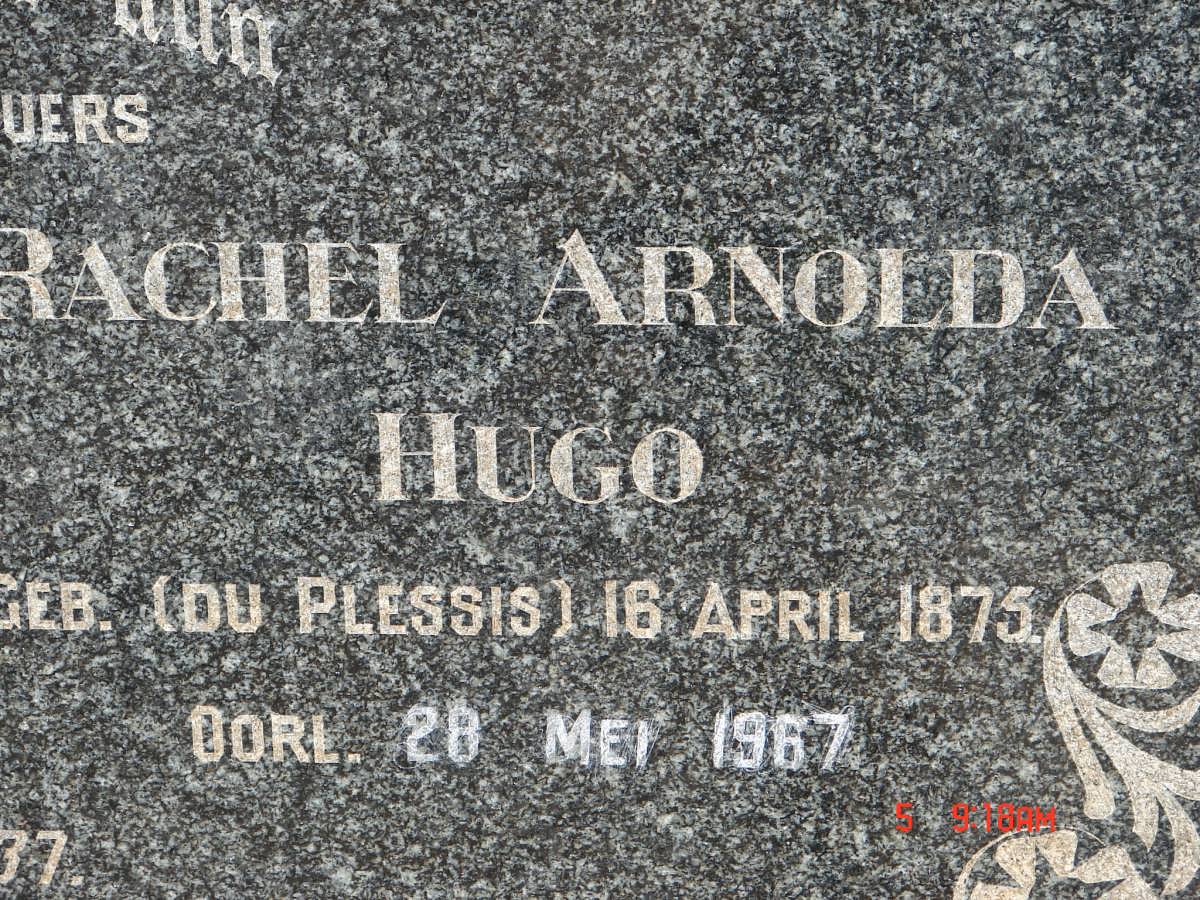 UERS
RACHEL ARNOLDA
HUGO
GEB. (DU PLESSIS) 16 APRIL 1875.
OORL. 28 MEI 1967
37.
5 9:18AM